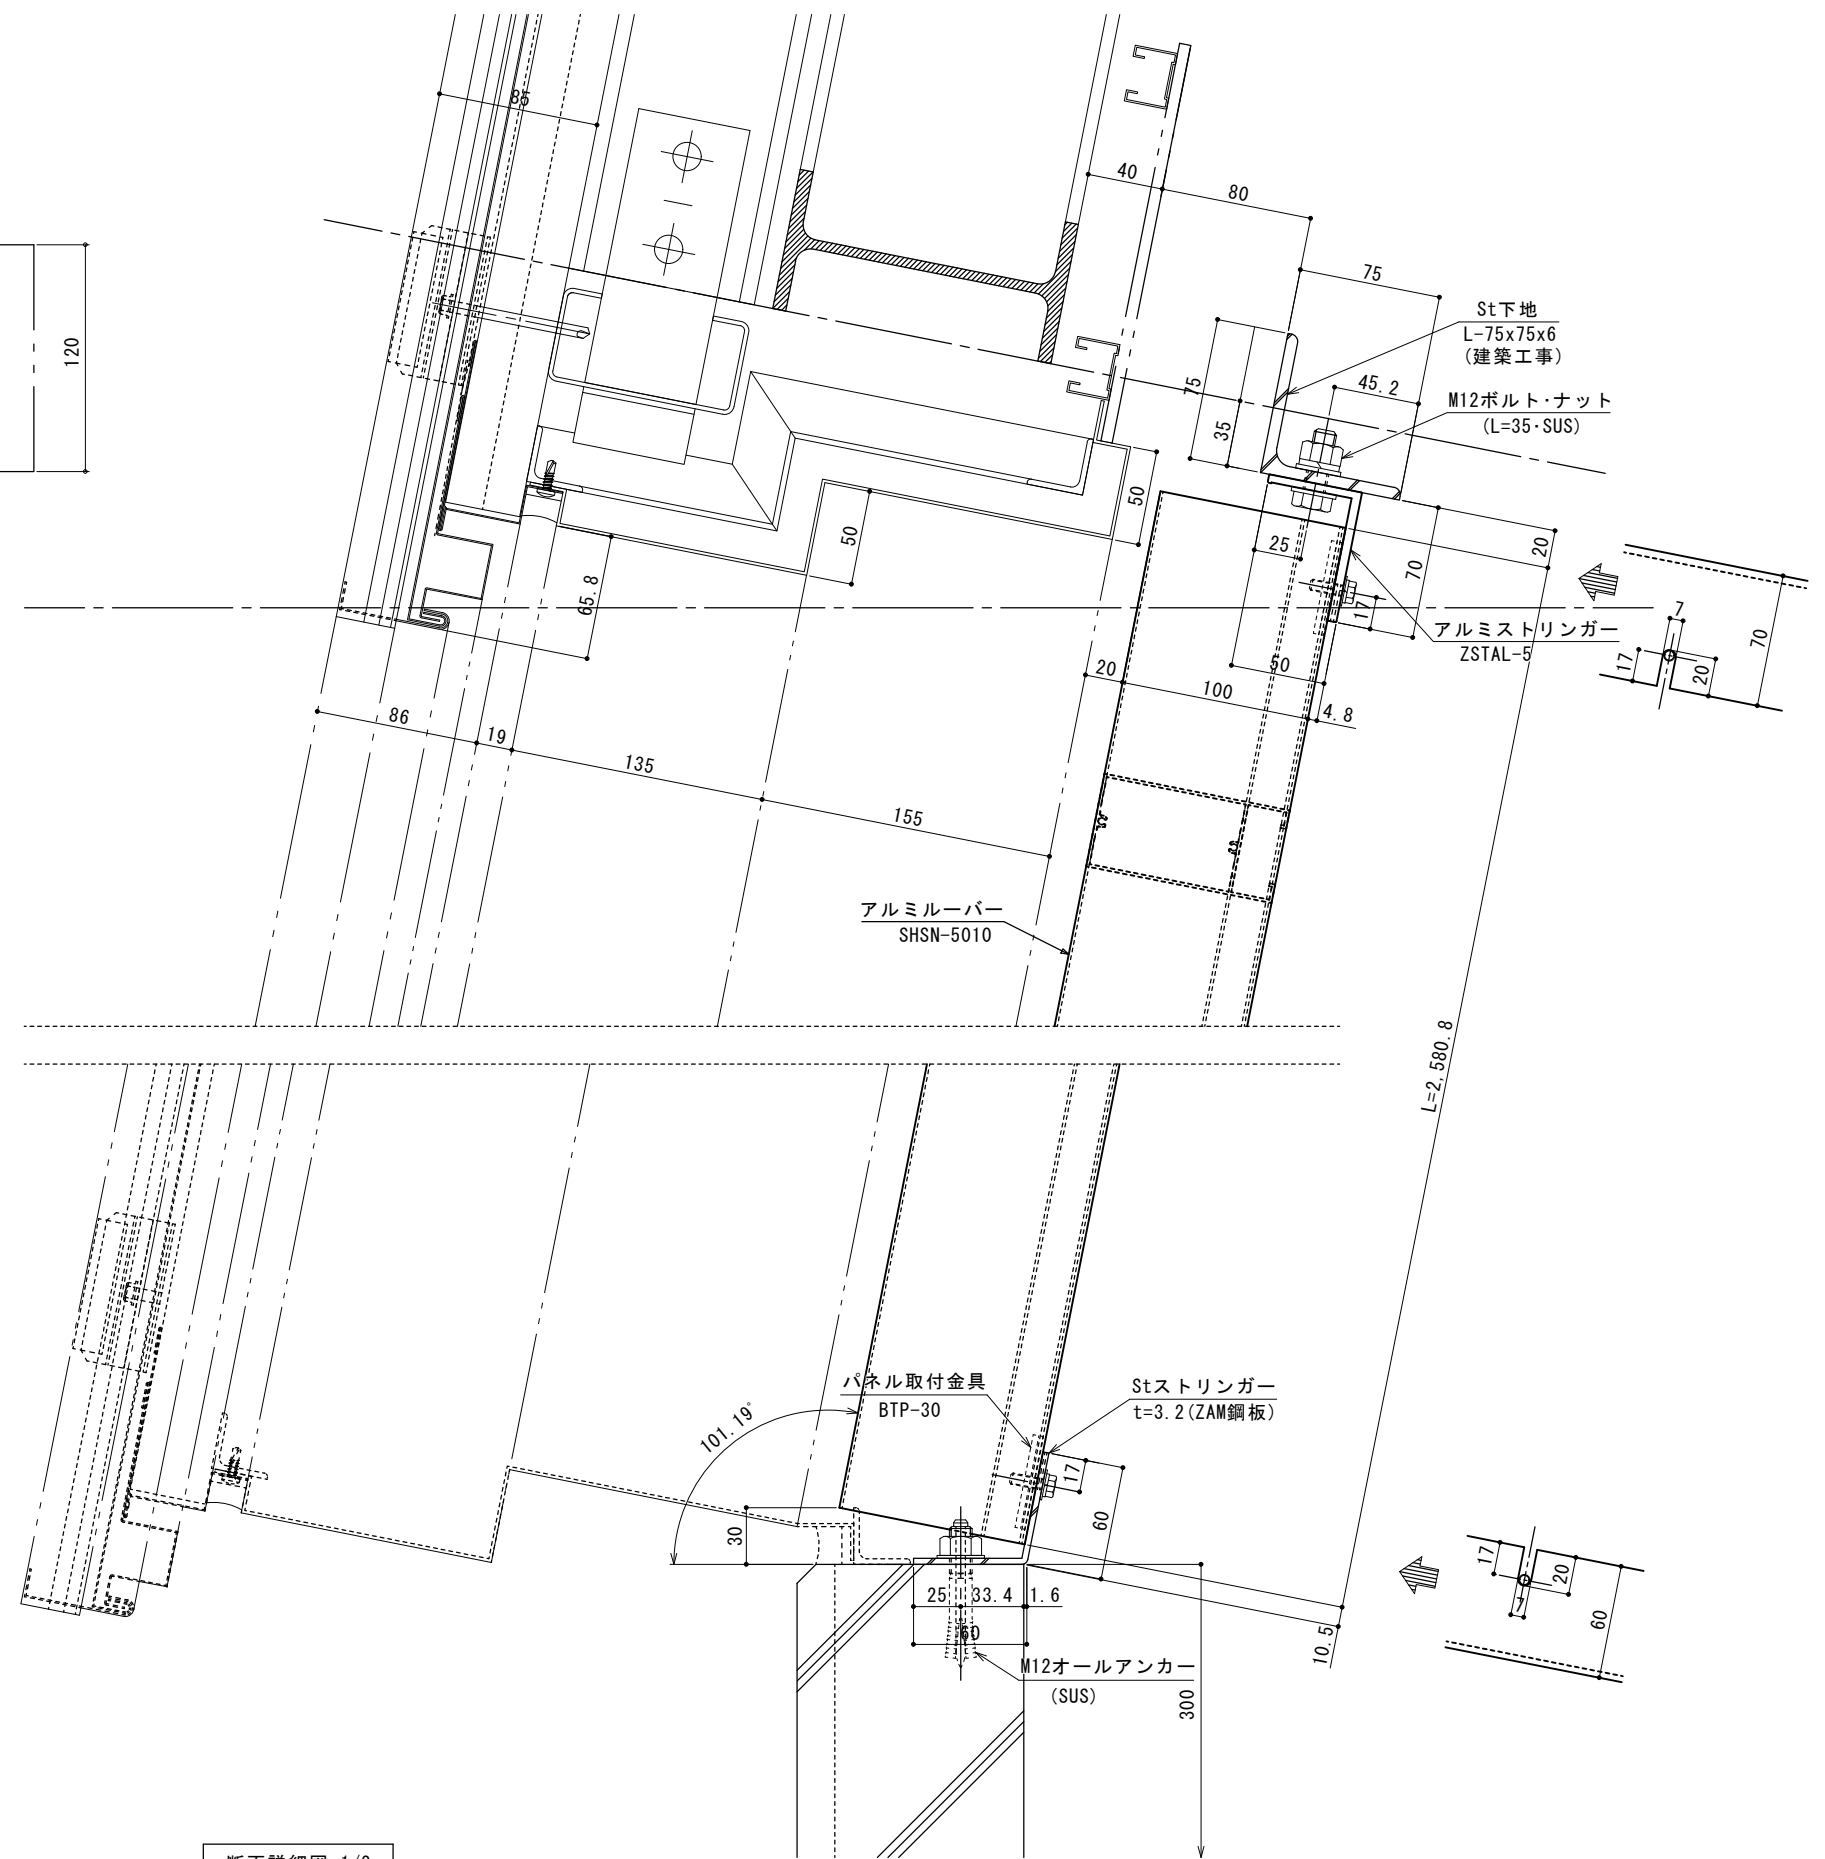 85
40
80
75
120
St下地
L-75x75x6
(建築工事)
75
35
45.2
M12ボルト・ナット
(L=35・SUS)
50
50
25
70
20
65.8
17
アルミストリンガー
ZSTAL-5
7
17
20
70
50
20
100
4.8
86
19
135
155
アルミルーバー
SHSN-5010
L=2,580.8
パネル取付金具
BTP-30
Stストリンガー
t=3.2(ZAM鋼板)
101.19°
17
60
30
25
33.4
1.6
60
10.5
17
20
7
60
M12オールアンカー
(SUS)
300